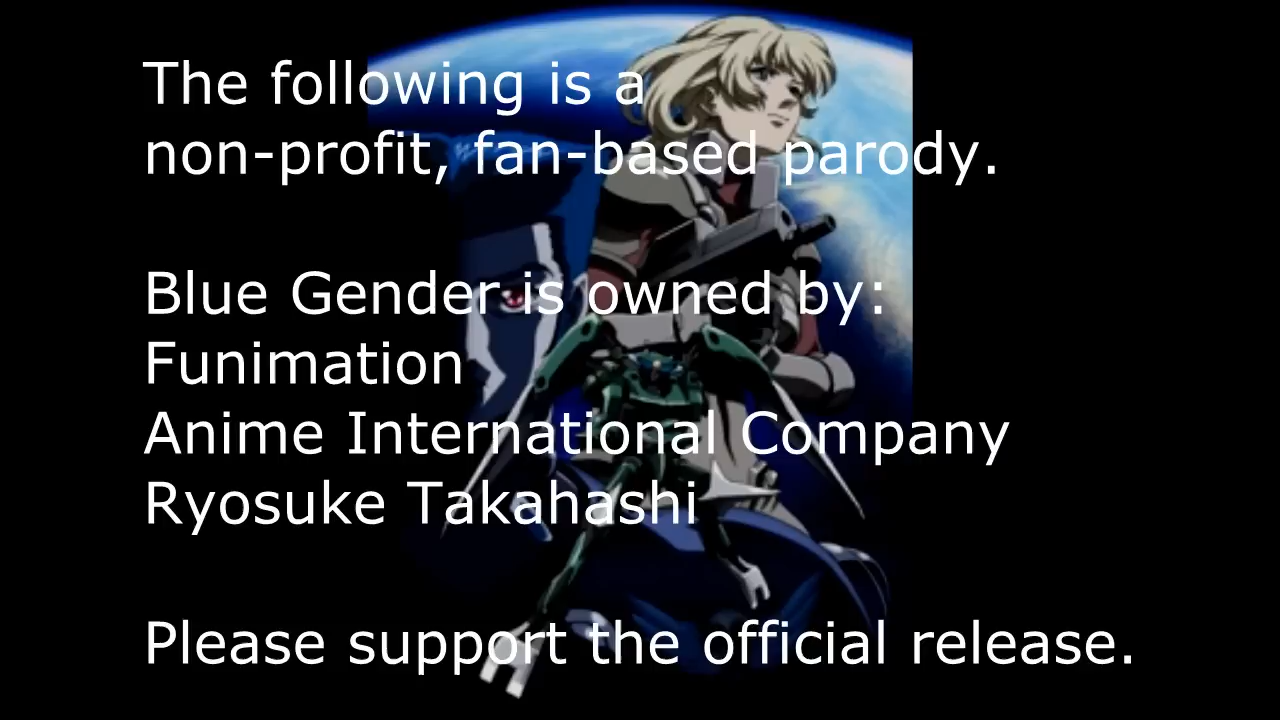 The following is a
non-profit, fan-based parody.
Blue Gender is owned by:
Funimation
Anime International Company
Ryosuke Takahashi
Please support the official release.